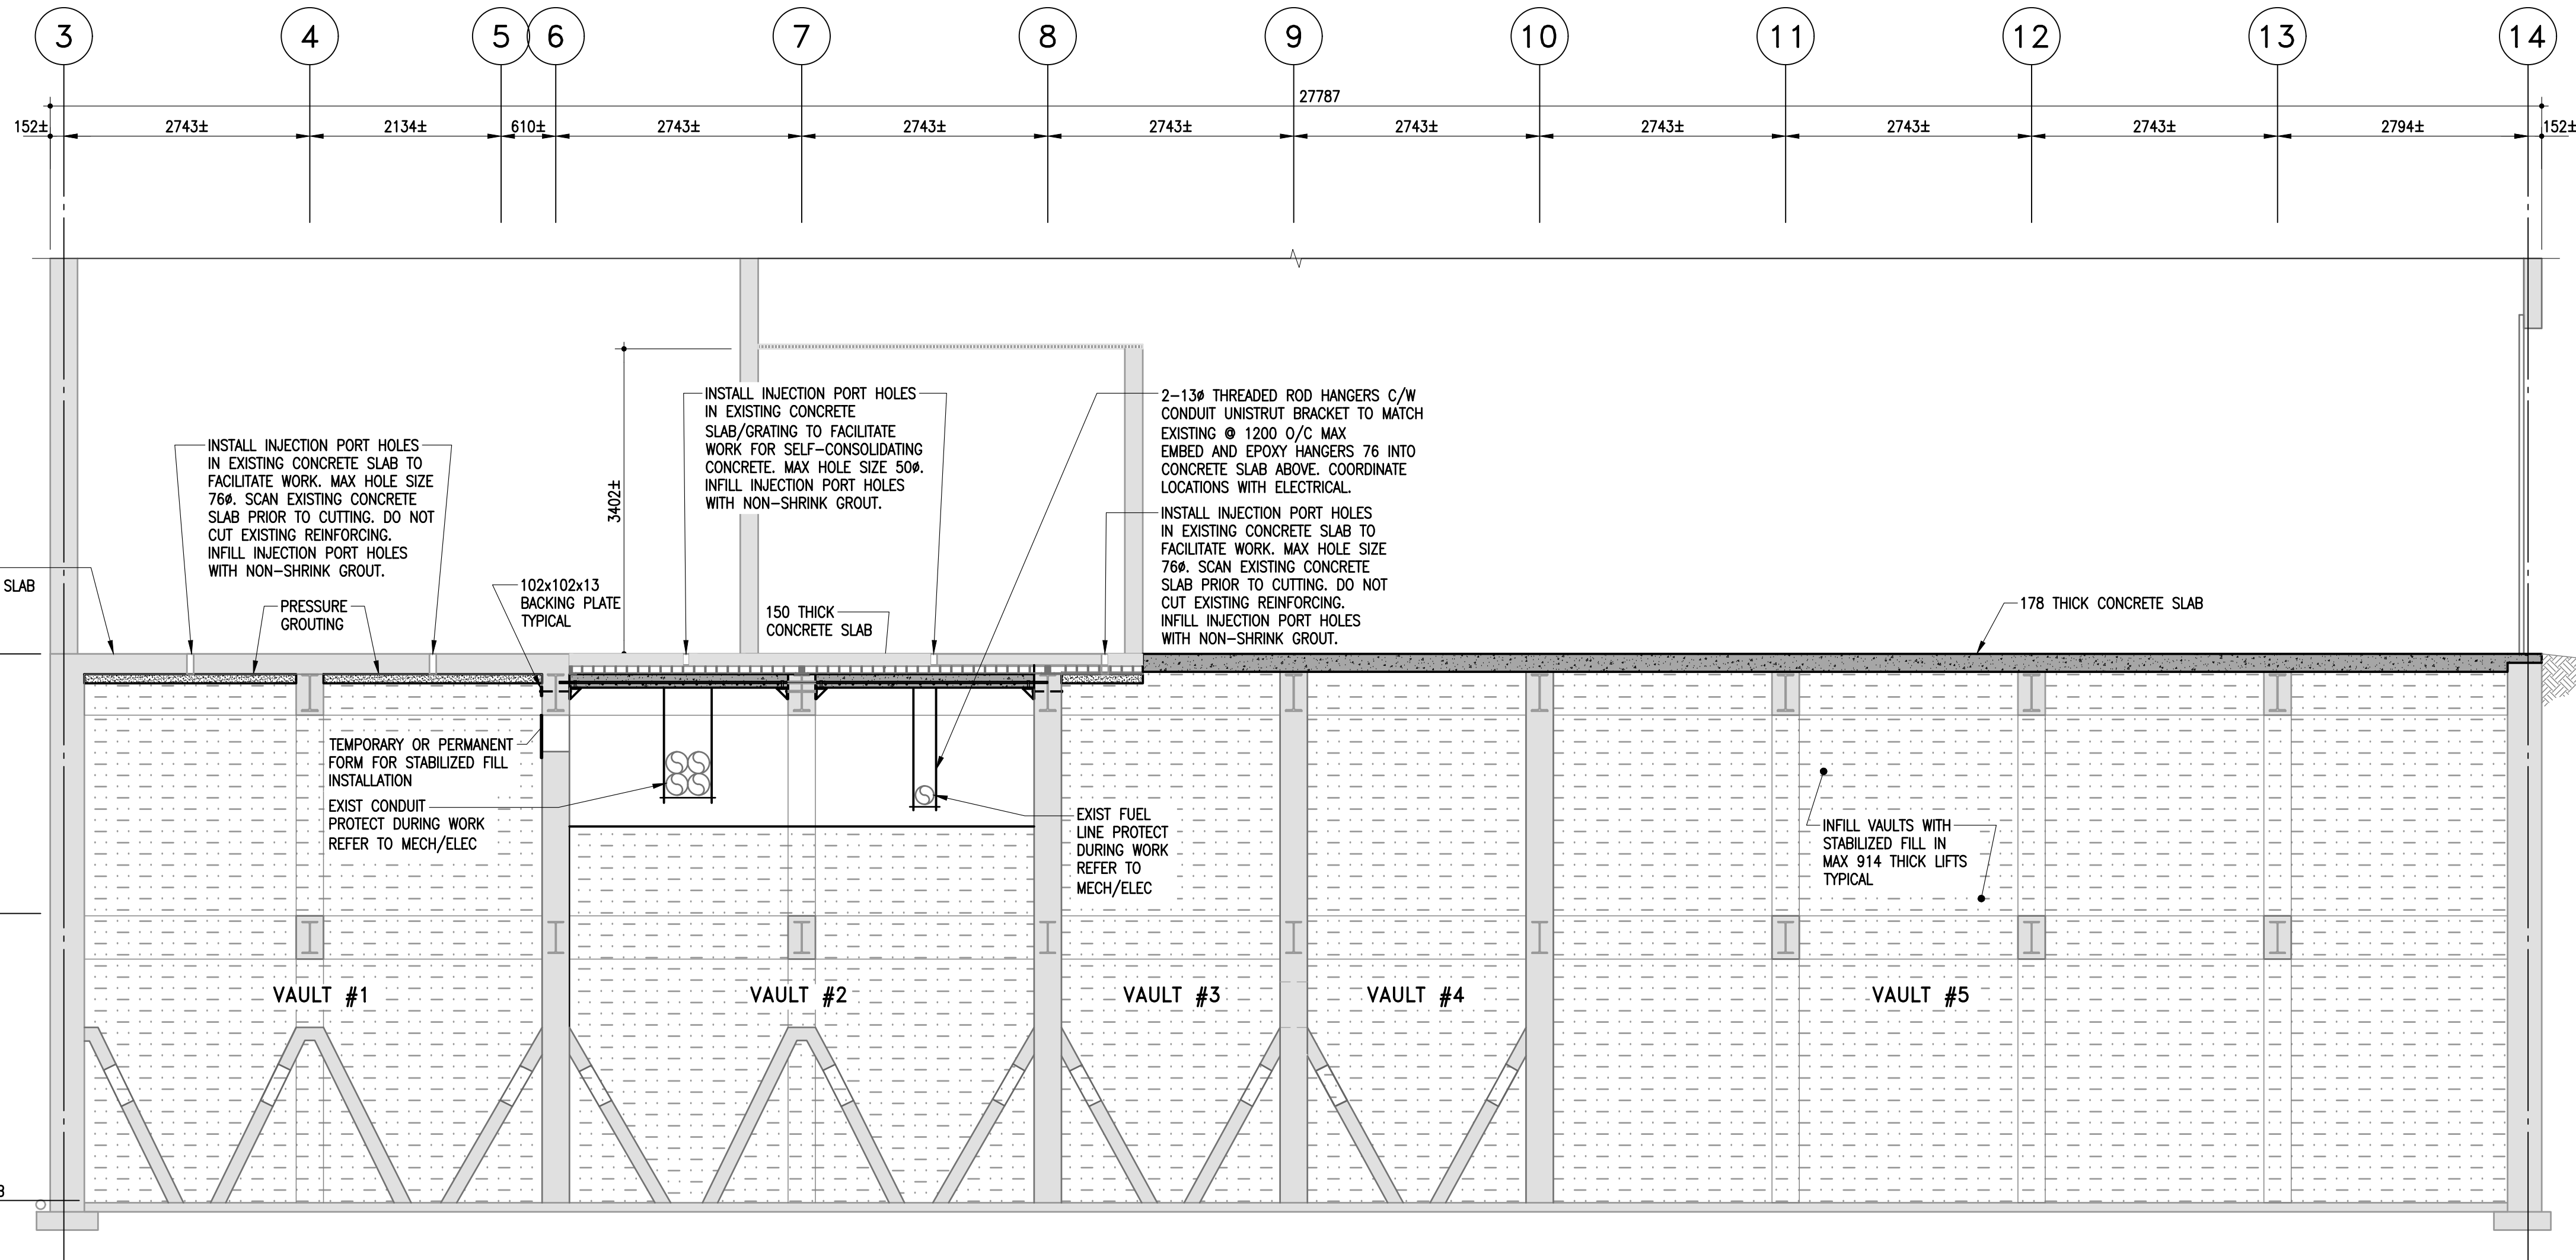 3 4 5 6 7 8 9 10 11 12 13 14
27787
152± 2743± 2134± 610± 2743± 2743± 2743± 2743± 2743± 2743± 2743± 2794± 152±
3402±
INSTALL INJECTION PORT HOLES
IN EXISTING CONCRETE SLAB TO
FACILITATE WORK. MAX HOLE SIZE
76ø. SCAN EXISTING CONCRETE
SLAB PRIOR TO CUTTING. DO NOT
CUT EXISTING REINFORCING.
INFILL INJECTION PORT HOLES
WITH NON-SHRINK GROUT.
SLAB
PRESSURE
GROUTING
102x102x13
BACKING PLATE
TYPICAL
INSTALL INJECTION PORT HOLES
IN EXISTING CONCRETE
SLAB/GRATING TO FACILITATE
WORK FOR SELF-CONSOLIDATING
CONCRETE. MAX HOLE SIZE 50ø.
INFILL INJECTION PORT HOLES
WITH NON-SHRINK GROUT.
150 THICK
CONCRETE SLAB
2-13ø THREADED ROD HANGERS C/W
CONDUIT UNISTRUT BRACKET TO MATCH
EXISTING @ 1200 O/C MAX
EMBED AND EPOXY HANGERS 76 INTO
CONCRETE SLAB ABOVE. COORDINATE
LOCATIONS WITH ELECTRICAL.
INSTALL INJECTION PORT HOLES
IN EXISTING CONCRETE SLAB TO
FACILITATE WORK. MAX HOLE SIZE
76ø. SCAN EXISTING CONCRETE
SLAB PRIOR TO CUTTING. DO NOT
CUT EXISTING REINFORCING.
INFILL INJECTION PORT HOLES
WITH NON-SHRINK GROUT.
178 THICK CONCRETE SLAB
TEMPORARY OR PERMANENT
FORM FOR STABILIZED FILL
INSTALLATION
EXIST CONDUIT
PROTECT DURING WORK
REFER TO MECH/ELEC
EXIST FUEL
LINE PROTECT
DURING WORK
REFER TO
MECH/ELEC
INFILL VAULTS WITH
STABILIZED FILL IN
MAX 914 THICK LIFTS
TYPICAL
VAULT #1 VAULT #2 VAULT #3 VAULT #4 VAULT #5